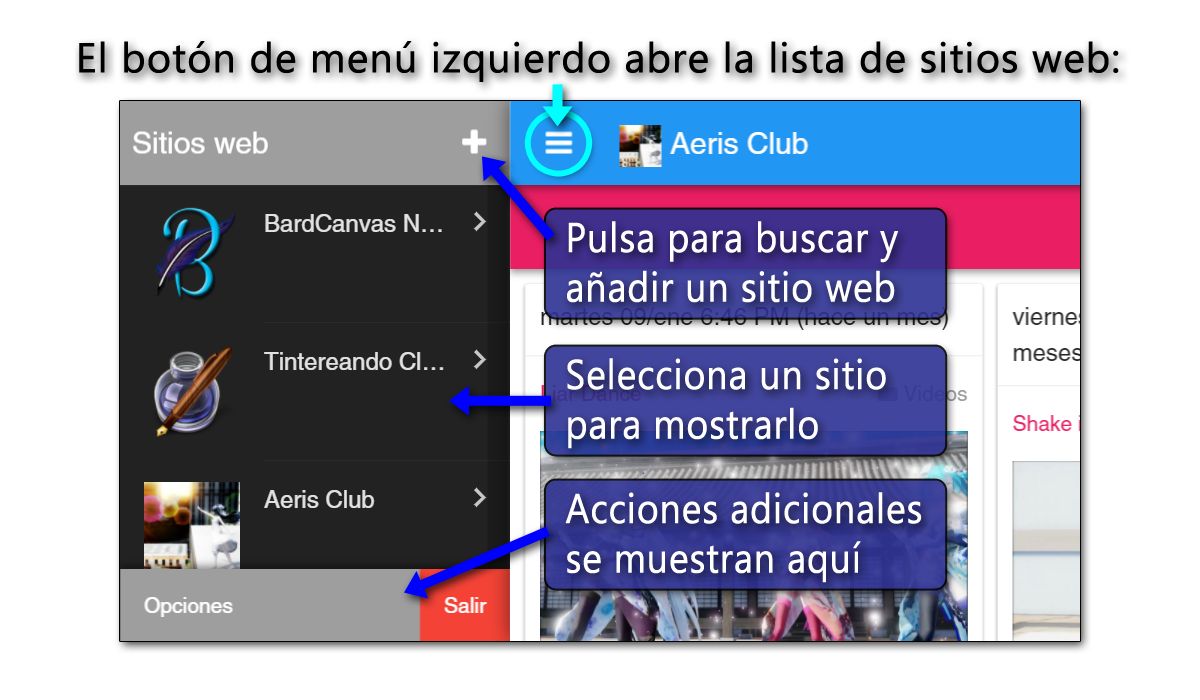 El botón de menú izquierdo abre la lista de sitios web:
Sitios web
Aeris Club
BardCanvas N...
Pulsa para buscar y
añadir un sitio web
martes 09/ene 6:46 PM (hace un mes)
viernes
meses
Tintereando Cl...
Selecciona un sitio
para mostrarlo
Liar Dance
Videos
Shake
Aeris Club
Acciones adicionales
se muestran aquí
Opciones
Salir